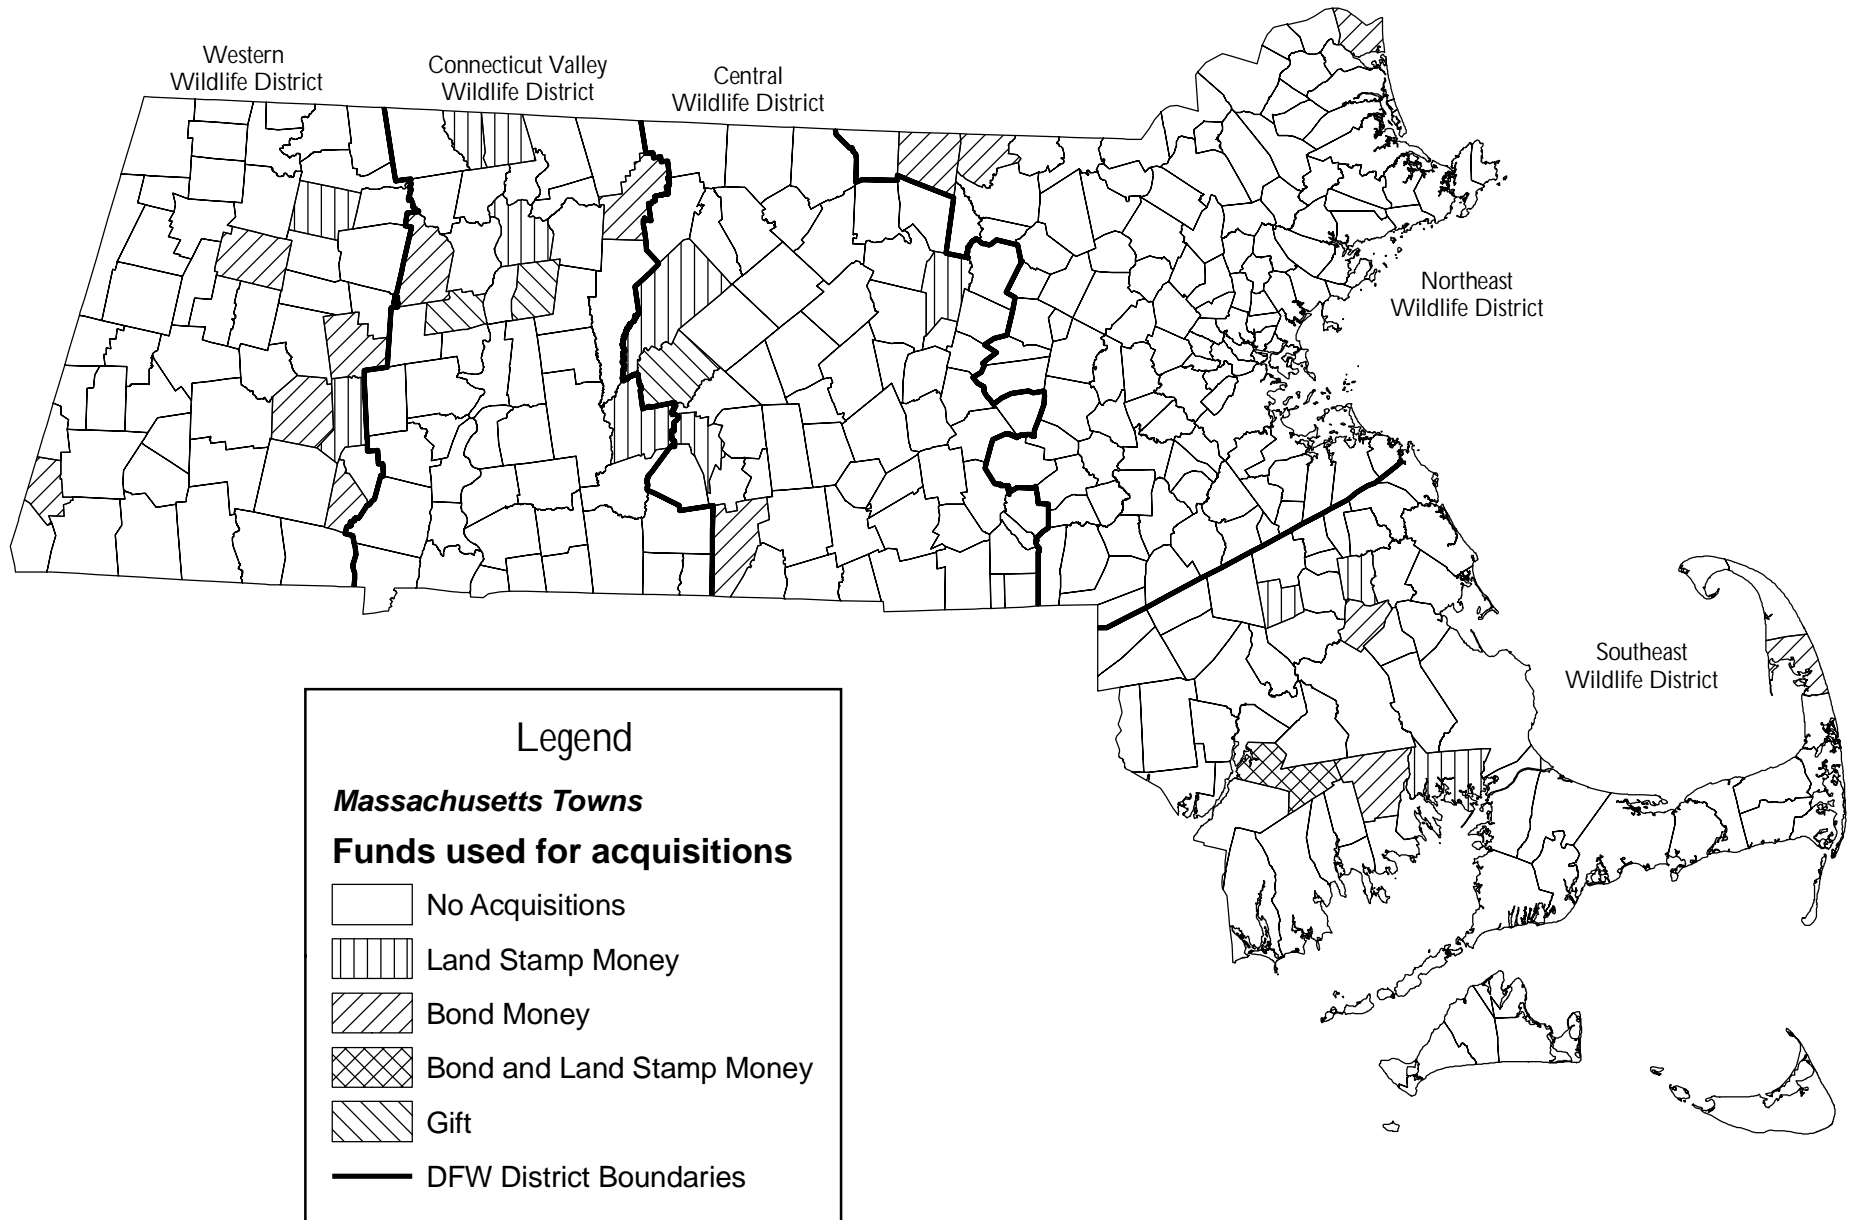 Western
Wildlife District
Connecticut Valley
Wildlife District
Central
Wildlife District
Northeast
Wildlife District
Southeast
Wildlife District
Legend
Massachusetts Towns
Funds used for acquisitions
No Acquisitions
Land Stamp Money
Bond Money
Bond and Land Stamp Money
Gift
DFW District Boundaries